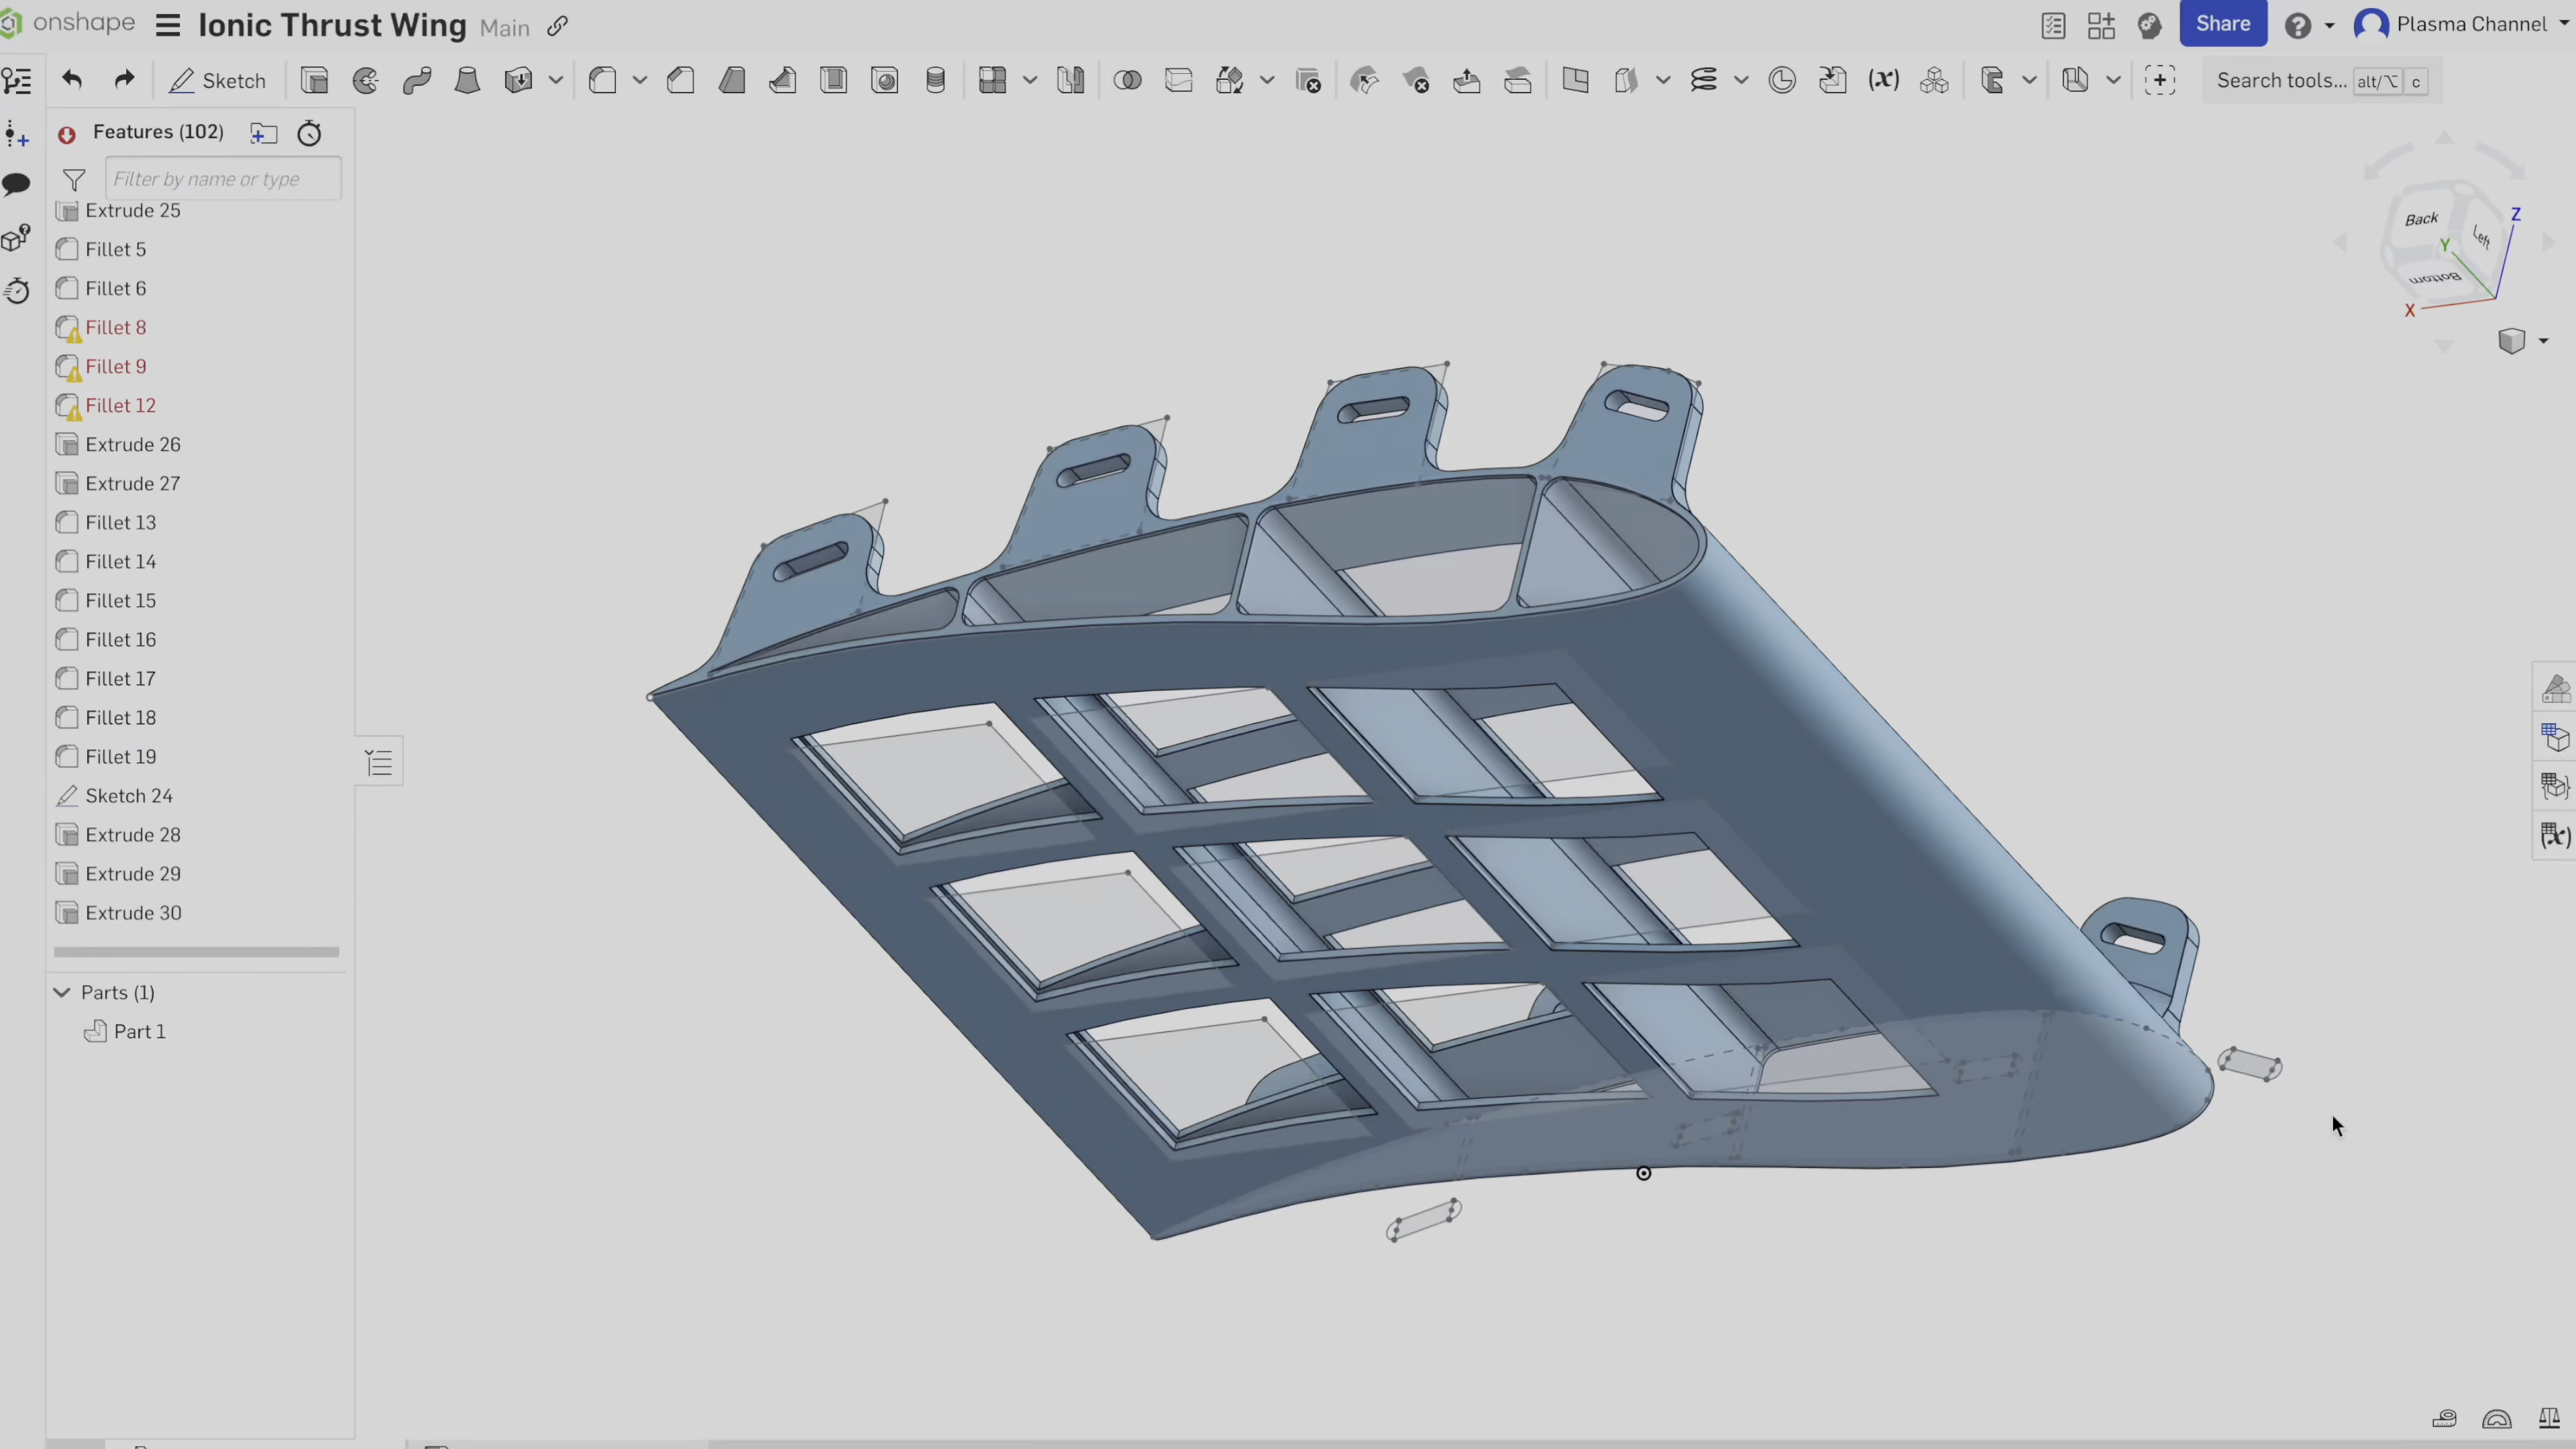 onshape Ionic Thrust Wing Main Share Plasma Channel
Sketch (x) Search tools... alt/⌥ c
Features (102)
Filter by name or type
Extrude 25
Fillet 5
Fillet 6
Fillet 8
Fillet 9
Fillet 12
Extrude 26
Extrude 27
Fillet 13
Fillet 14
Fillet 15
Fillet 16
Fillet 17
Fillet 18
Fillet 19
Sketch 24
Extrude 28
Extrude 29
Extrude 30
Parts (1)
Part 1
Back
Left
Bottom
Z
Y
X
(x)